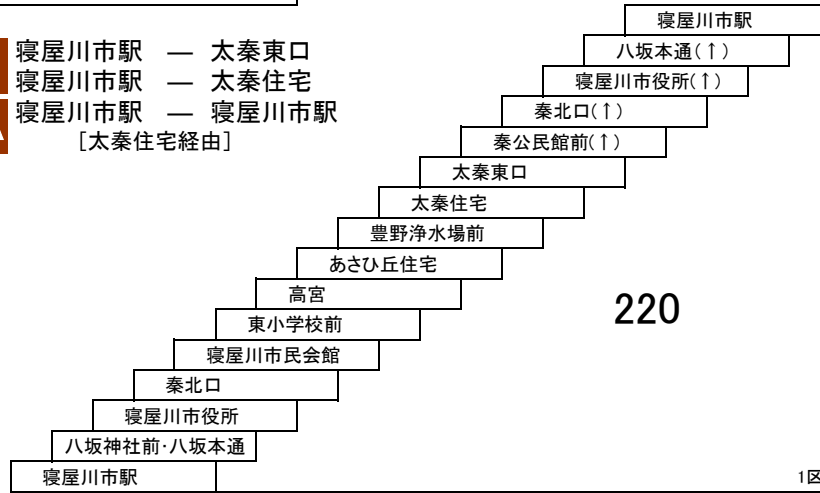 寝屋川市駅 ― 太秦東口
寝屋川市駅 ― 太秦住宅
寝屋川市駅 ― 寝屋川市駅
［太秦住宅経由］
寝屋川市駅
八坂本通(↑)
寝屋川市役所(↑)
秦北口(↑)
秦公民館前(↑)
太秦東口
太秦住宅
豊野浄水場前
あさひ丘住宅
高宮
東小学校前
寝屋川市民会館
秦北口
寝屋川市役所
八坂神社前・八坂本通
寝屋川市駅
220
1区